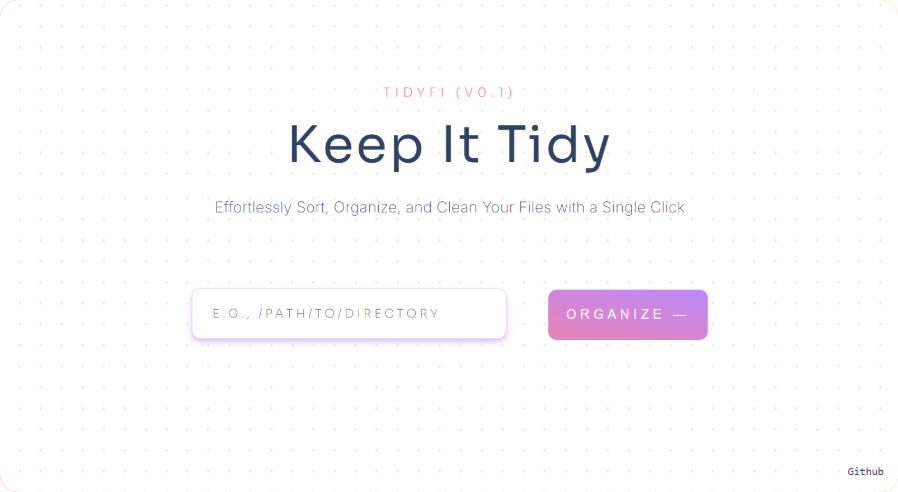 TIDYFI (V0.1)
Keep It Tidy
Effortlessly Sort, Organize, and Clean Your Files with a Single Click
E.G., /PATH/TO/DIRECTORY
ORGANIZE —
Github